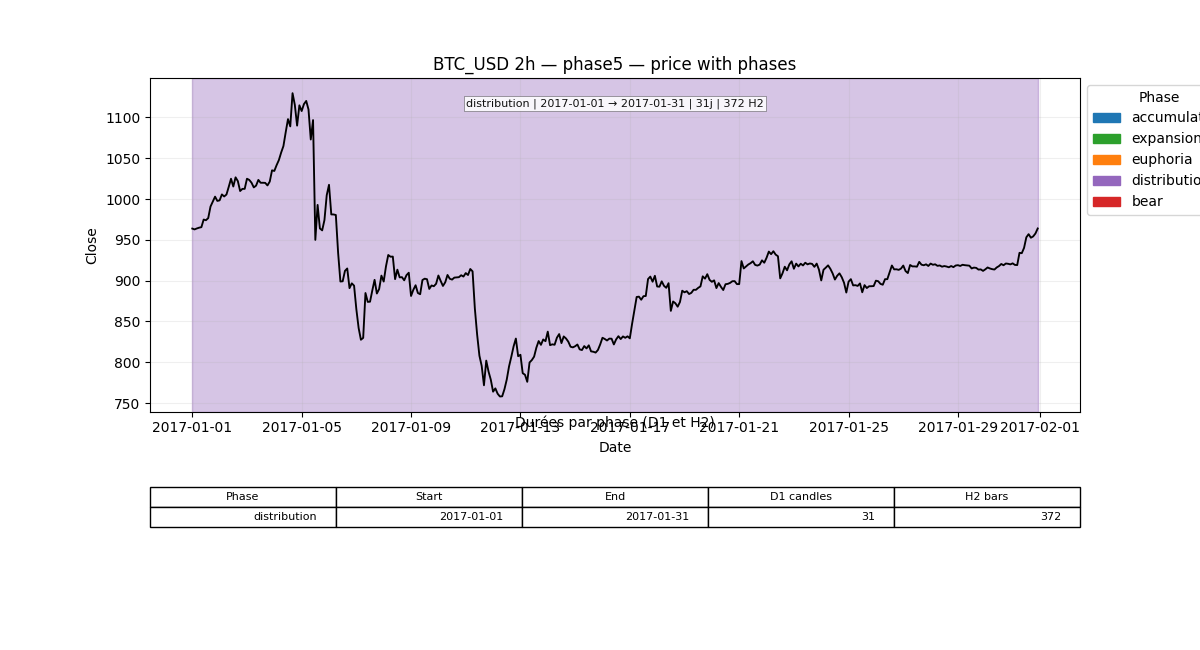 BTC_USD 2h — phase5 — price with phases
distribution | 2017-01-01 → 2017-01-31 | 31j | 372 H2
Close
1100
1050
1000
950
900
850
800
750
2017-01-01 2017-01-05 2017-01-09 2017-01-13 2017-01-17 2017-01-21 2017-01-25 2017-01-29 2017-02-01
Durées par phase (D1 et H2)
Date
Phase
accumulat
expansion
euphoria
distributio
bear
Phase Start End D1 candles H2 bars
distribution 2017-01-01 2017-01-31 31 372